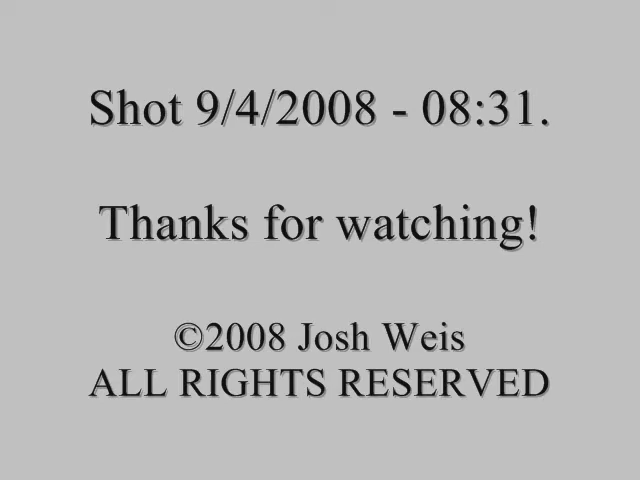 Shot 9/4/2008 - 08:31.
Thanks for watching!
©2008 Josh Weis
ALL RIGHTS RESERVED